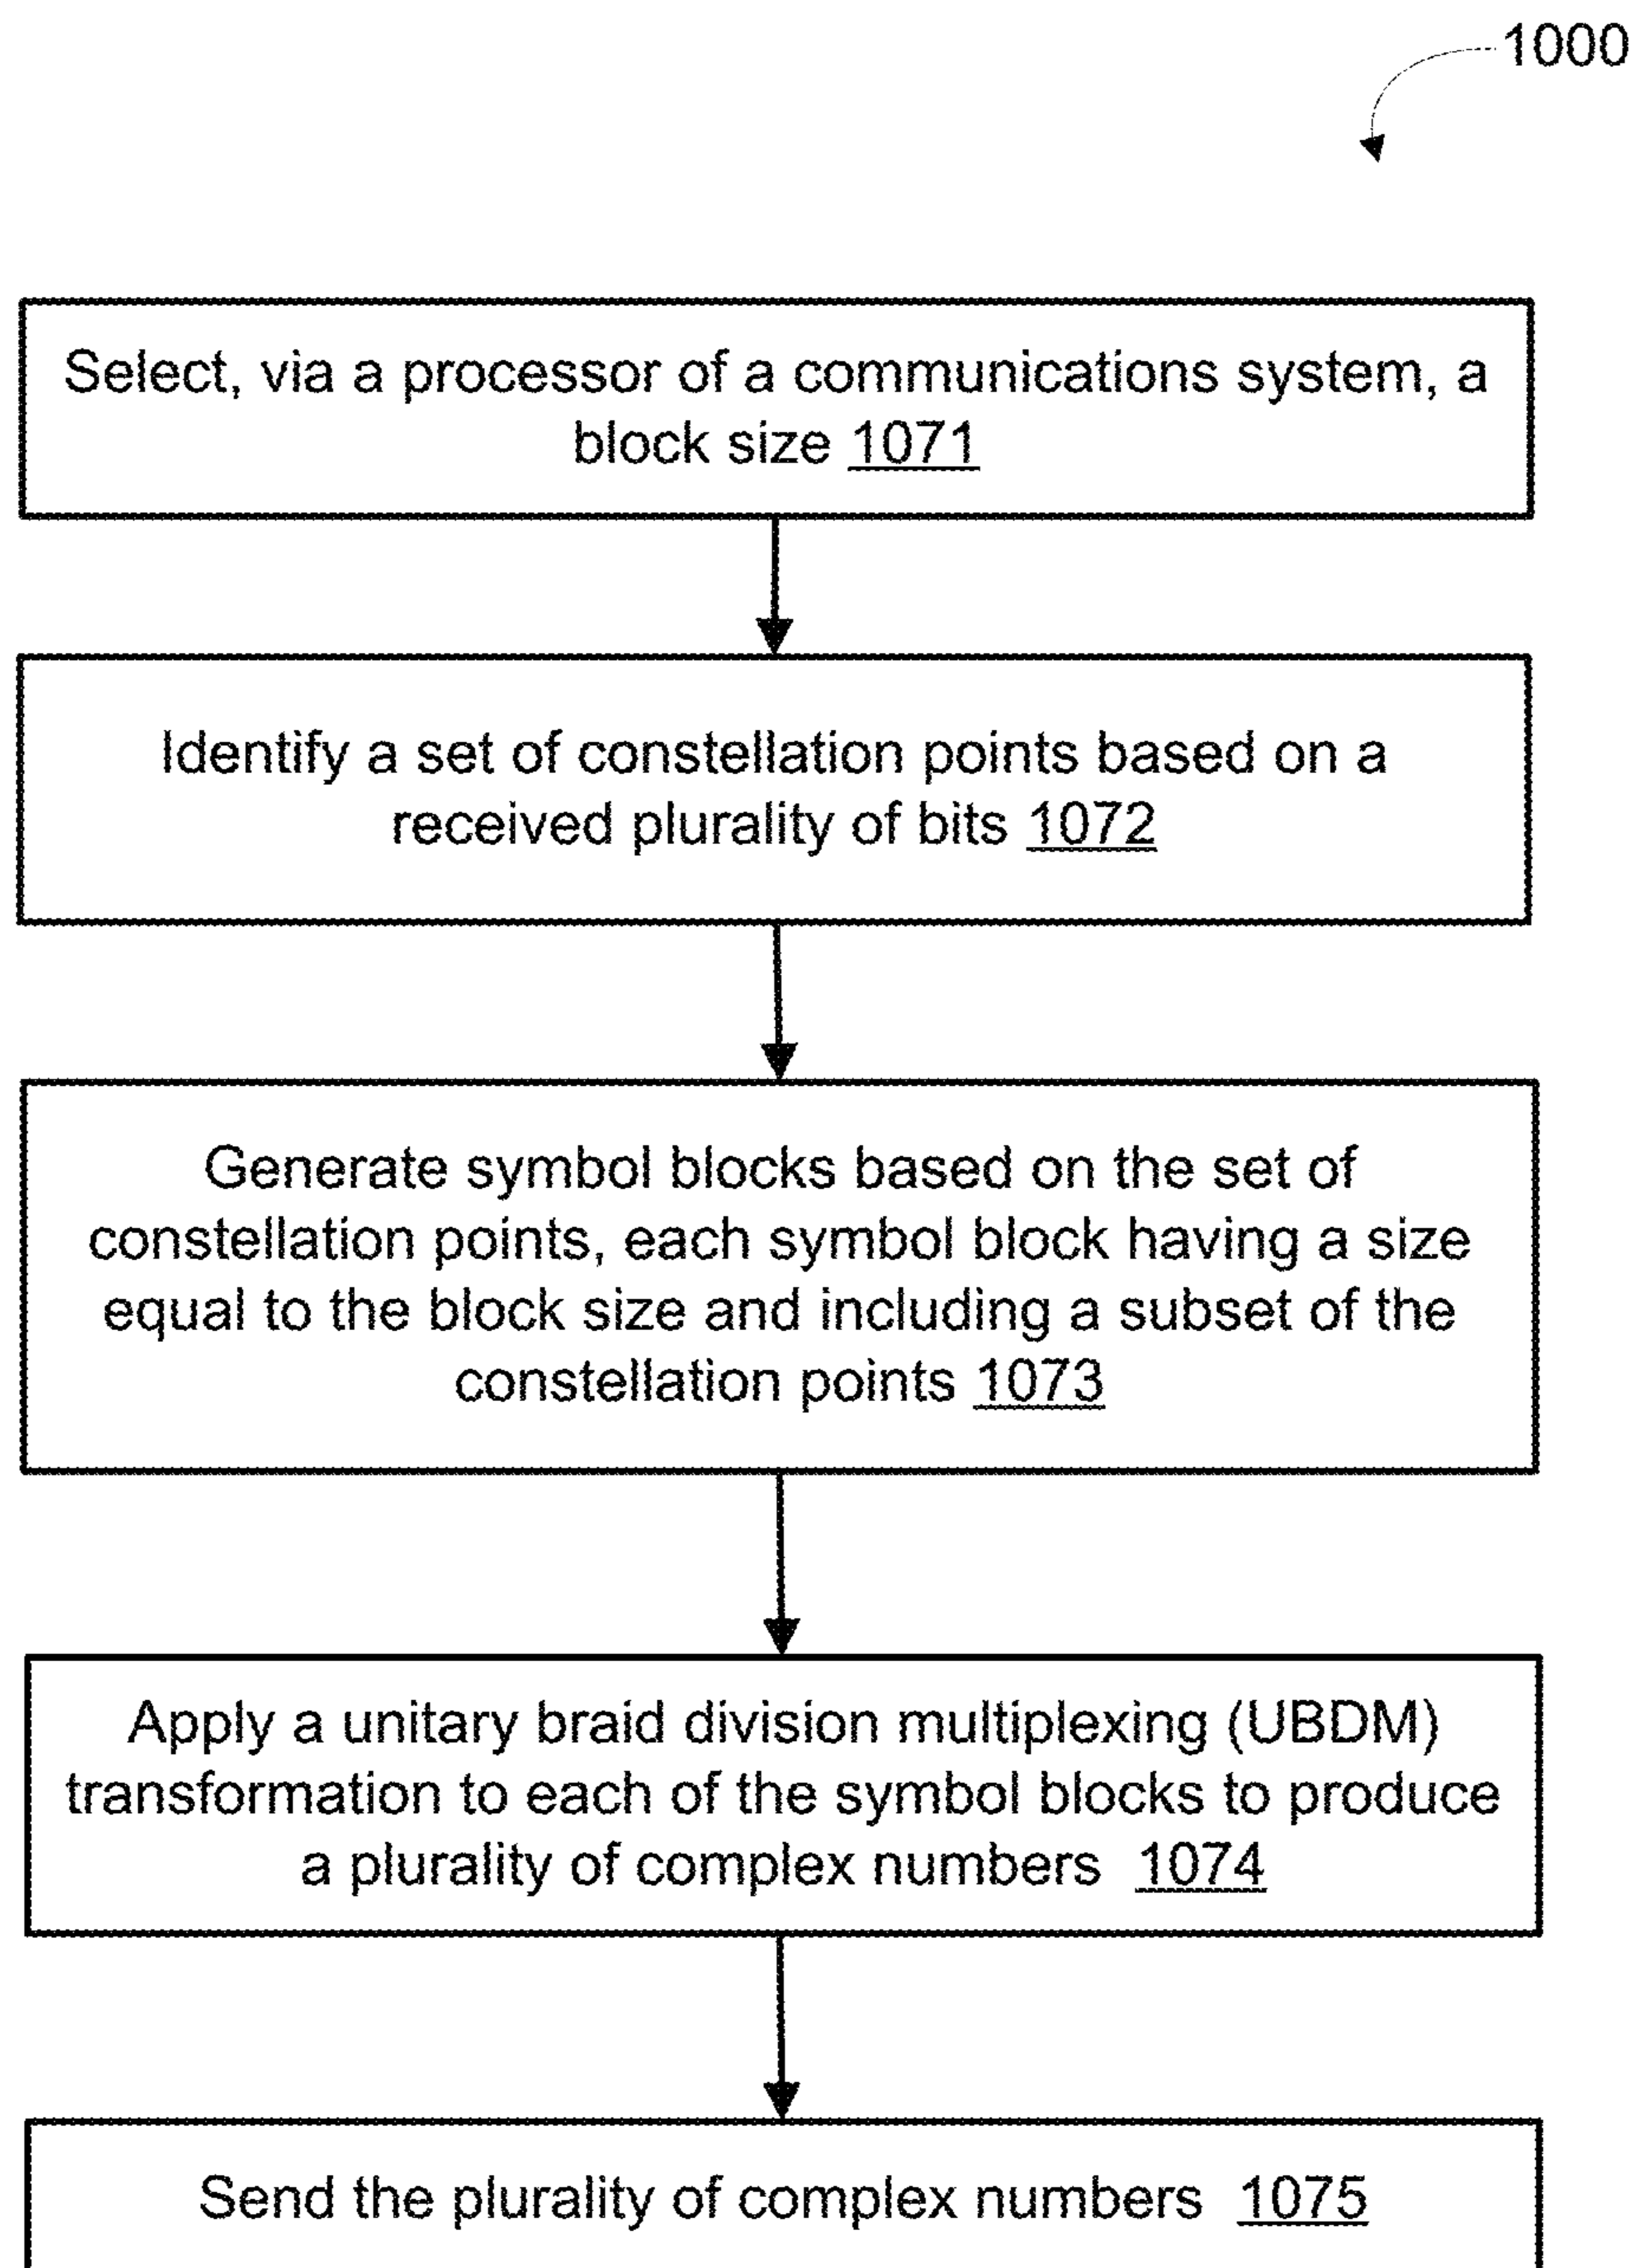 1000
Select, via a processor of a communications system, a
block size 1071
Identify a set of constellation points based on a
received plurality of bits 1072
Generate symbol blocks based on the set of
constellation points, each symbol block having a size
equal to the block size and including a subset of the
constellation points 1073
Apply a unitary braid division multiplexing (UBDM)
transformation to each of the symbol blocks to produce
a plurality of complex numbers 1074
Send the plurality of complex numbers 1075